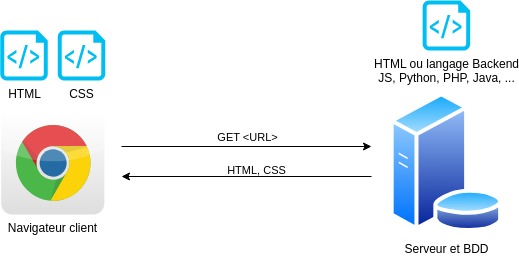 HTML
CSS
HTML ou langage Backend
JS, Python, PHP, Java, ...
GET <URL>
HTML, CSS
Navigateur client
Serveur et BDD